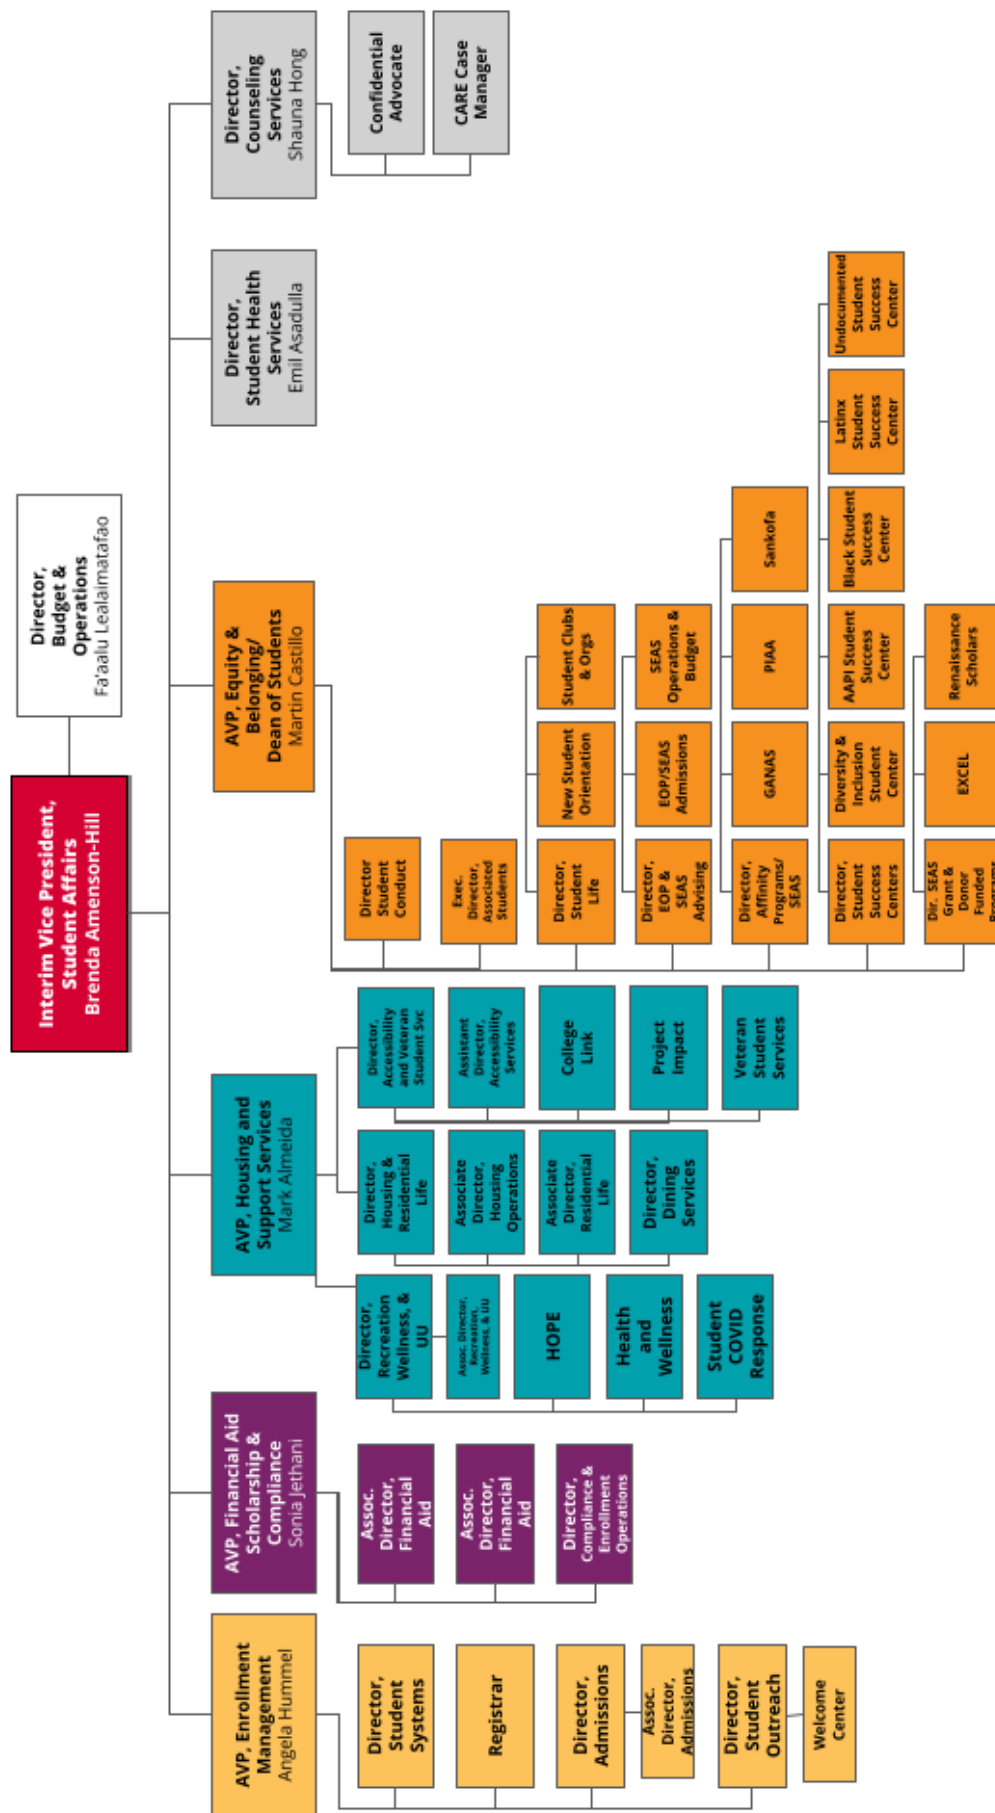 Interim Vice President,
Student Affairs
Brenda Amenson-Hill
Director,
Budget &
Operations
Fa'aalu Lealaimatafao
AVP, Enrollment
Management
Angela Hummel
Director,
Student
Systems
Registrar
Director,
Admissions
Assoc.
Director,
Admissions
Director,
Student
Outreach
Welcome
Center
AVP, Financial Aid
Scholarship &
Compliance
Sonia Jethani
Assoc.
Director,
Financial
Aid
Assoc.
Director,
Financial
Aid
Director,
Compliance &
Enrollment
Operations
AVP, Housing and
Support Services
Mark Almeida
Director,
Recreation
Wellness, &
UU
Assoc. Director,
Recreation,
Wellness, & UU
HOPE
Health
and
Wellness
Student
COVID
Response
Director,
Housing &
Residential
Life
Associate
Director,
Housing
Operations
Associate
Director,
Residential
Life
Director,
Dining
Services
Director,
Accessibility
and Veteran
Student Svc
Assistant
Director,
Accessibility
Services
College
Link
Project
Impact
Veteran
Student
Services
AVP, Equity &
Belonging/
Dean of Students
Martin Castillo
Director
Student
Conduct
Exec.
Director,
Associated
Students
Director,
Student
Life
New Student
Orientation
Student Clubs
& Orgs
Director,
EOP &
SEAS
Advising
EOP/SEAS
Admissions
SEAS
Operations &
Budget
Director,
Affinity
Programs/
SEAS
GANAS
PIAA
Sankofa
Director,
Student
Success
Centers
Diversity &
Inclusion
Student
Center
AAPI Student
Success
Center
Black Student
Success
Center
Latinx
Student
Success
Center
Undocumented
Student
Success
Center
Dir. SEAS
Grant &
Donor
Funded
Programs
EXCEL
Renaissance
Scholars
Director,
Student Health
Services
Emil Asadulla
Director,
Counseling
Services
Shauna Hong
Confidential
Advocate
CARE Case
Manager